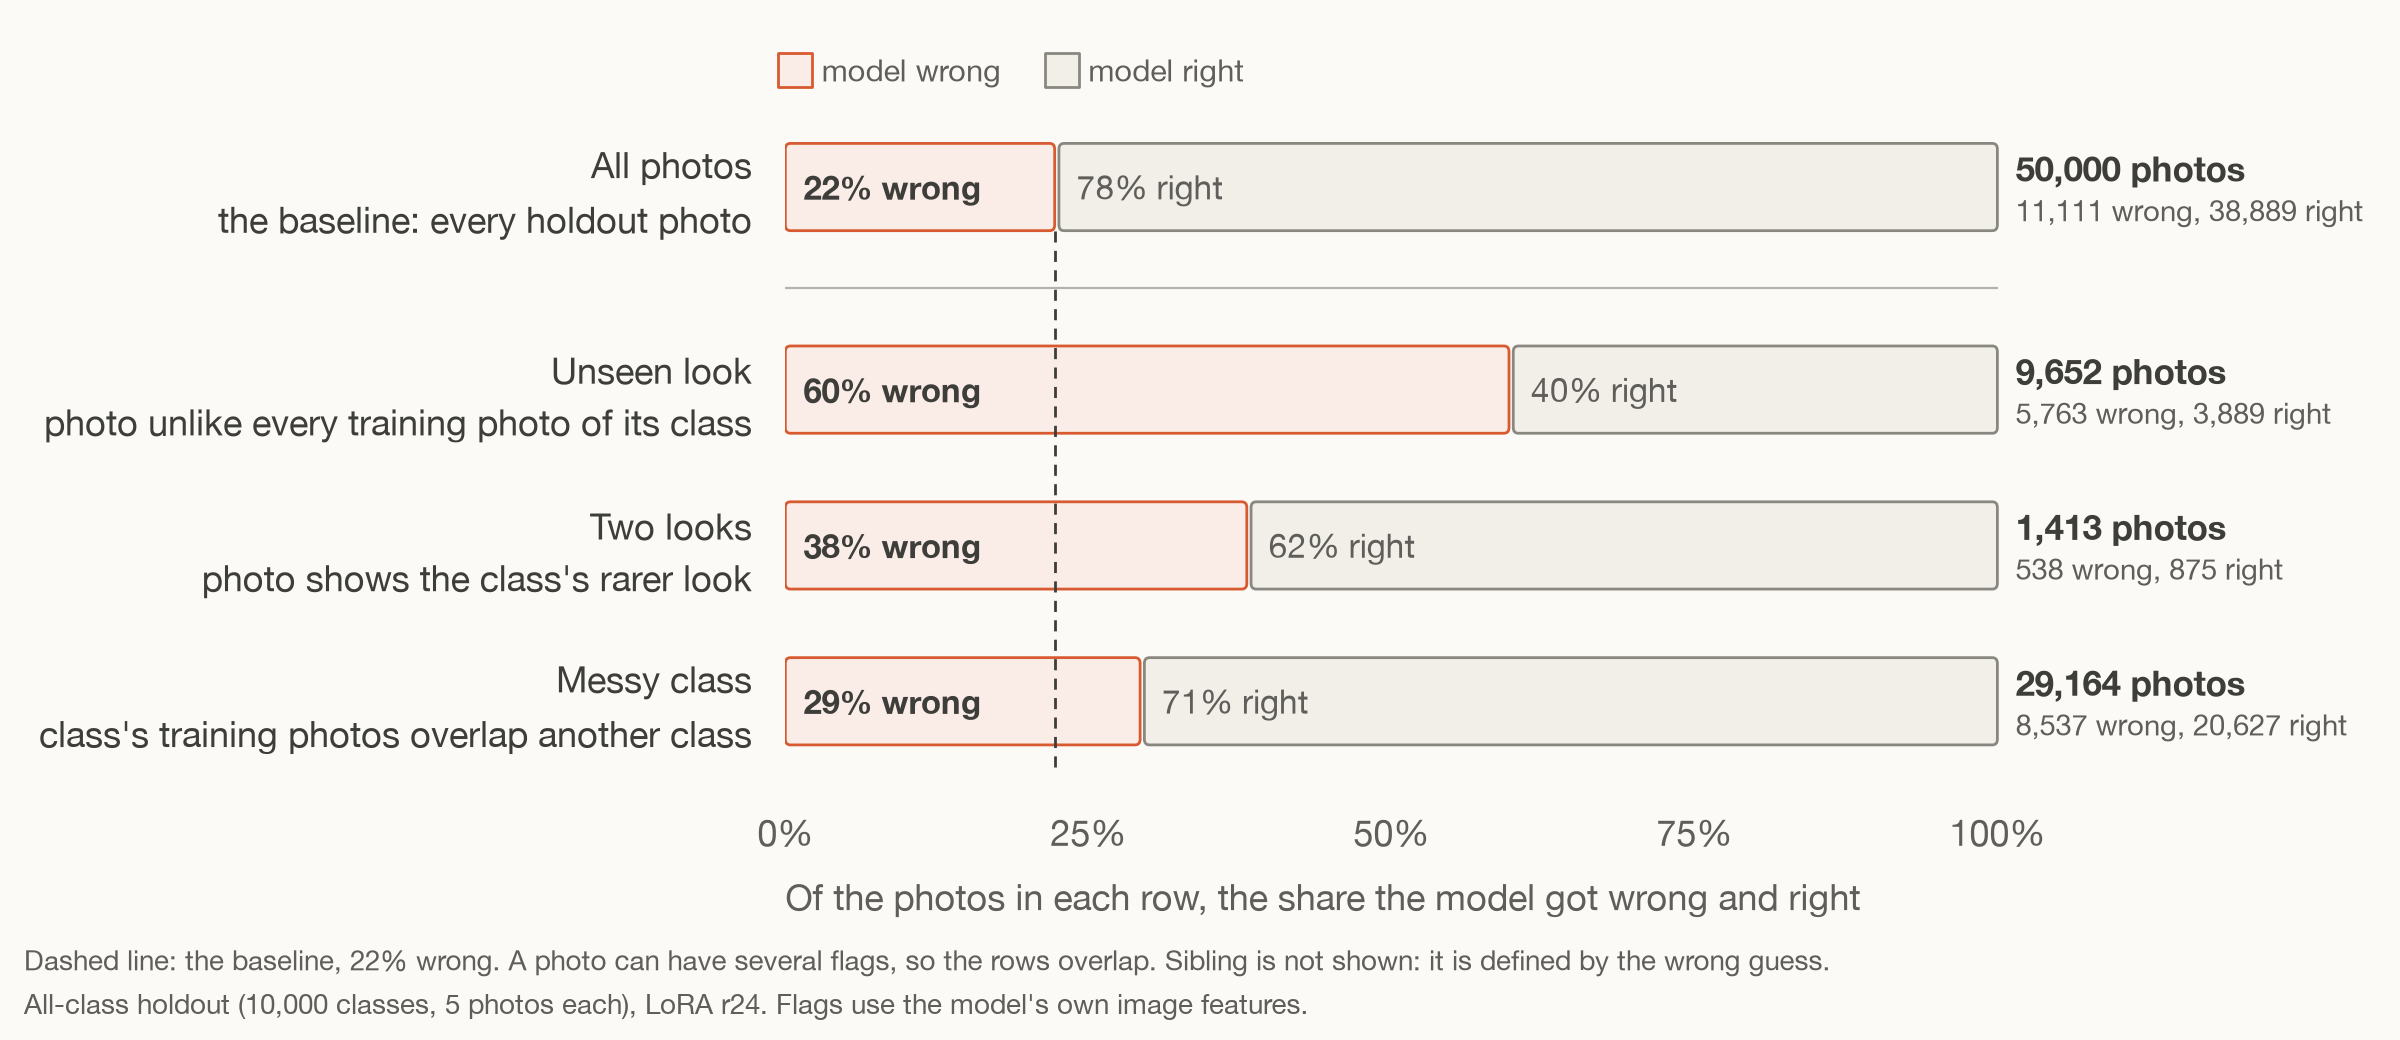 model wrong model right
All photos
the baseline: every holdout photo
22% wrong 78% right
50,000 photos
11,111 wrong, 38,889 right
Unseen look
photo unlike every training photo of its class
60% wrong 40% right
9,652 photos
5,763 wrong, 3,889 right
Two looks
photo shows the class's rarer look
38% wrong 62% right
1,413 photos
538 wrong, 875 right
Messy class
class's training photos overlap another class
29% wrong 71% right
29,164 photos
8,537 wrong, 20,627 right
0% 25% 50% 75% 100%
Of the photos in each row, the share the model got wrong and right
Dashed line: the baseline, 22% wrong. A photo can have several flags, so the rows overlap. Sibling is not shown: it is defined by the wrong guess.
All-class holdout (10,000 classes, 5 photos each), LoRA r24. Flags use the model's own image features.